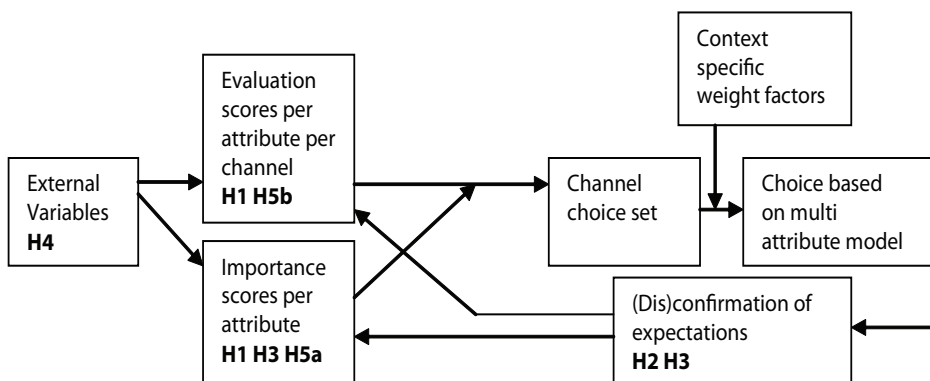 External
Variables
H4
Evaluation
scores per
attribute per
channel
H1 H5b
Importance
scores per
attribute
H1 H3 H5a
Channel
choice set
Context
specific
weight factors
Choice based
on multi
attribute model
(Dis)confirmation of
expectations
H2 H3